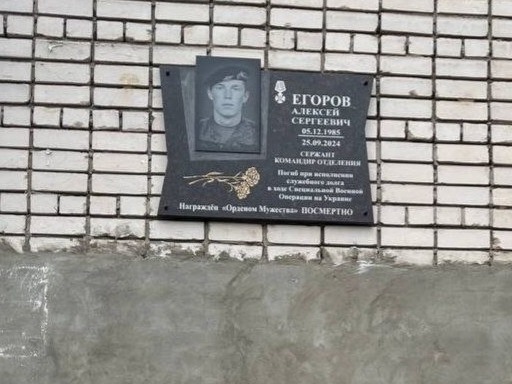 ЕГОРОВ
АЛЕКСЕЙ
СЕРГЕЕВИЧ
05.12.1985
25.09.2024
СЕРЖАНТ
КОМАНДИР ОТДЕЛЕНИЯ
Погиб при исполнении
служебного долга
в ходе Специальной Военной
Операции на Украине
Награждён «Орденом Мужества» ПОСМЕРТНО